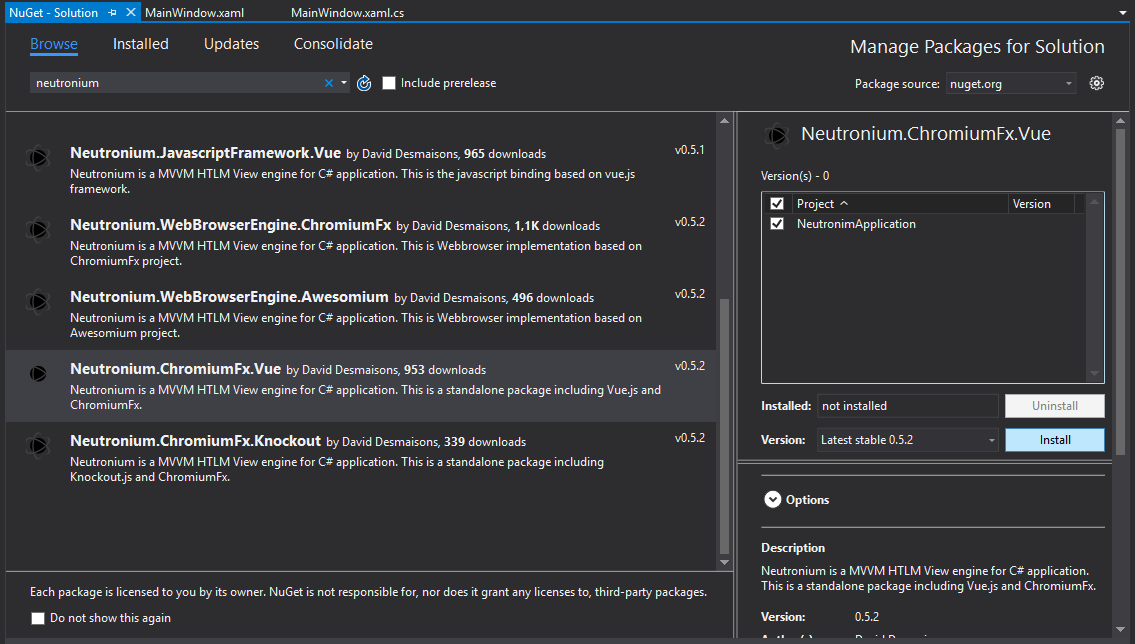 NuGet - Solution
MainWindow.xaml
MainWindow.xaml.cs
Browse
Installed
Updates
Consolidate
Manage Packages for Solution
neutronium
Include prerelease
Package source: nuget.org
Neutronium.JavascriptFramework.Vue by David Desmaisons, 965 downloads
v0.5.1
Neutronium is a MVVM HTLM View engine for C# application. This is the javascript binding based on vue.js
framework.
Neutronium.WebBrowserEngine.ChromiumFx by David Desmaisons, 1,1K downloads
v0.5.2
Neutronium is a MVVM HTLM View engine for C# application. This is Webbrowser implementation based on
ChromiumFx project.
Neutronium.WebBrowserEngine.Awesomium by David Desmaisons, 496 downloads
v0.5.2
Neutronium is a MVVM HTLM View engine for C# application. This is Webbrowser implementation based on
Awesomium project.
Neutronium.ChromiumFx.Vue by David Desmaisons, 953 downloads
v0.5.2
Neutronium is a MVVM HTLM View engine for C# application. This is a standalone package including Vue.js and
ChromiumFx.
Neutronium.ChromiumFx.Knockout by David Desmaisons, 339 downloads
v0.5.2
Neutronium is a MVVM HTLM View engine for C# application. This is a standalone package including
Knockout.js and ChromiumFx.
Each package is licensed to you by its owner. NuGet is not responsible for, nor does it grant any licenses to, third-party packages.
Do not show this again
Neutronium.ChromiumFx.Vue
Version(s) - 0
Project
Version
NeutronimApplication
Installed: not installed
Uninstall
Version: Latest stable 0.5.2
Install
Options
Description
Neutronium is a MVVM HTLM View engine for C# application.
This is a standalone package including Vue.js and ChromiumFx.
Version: 0.5.2